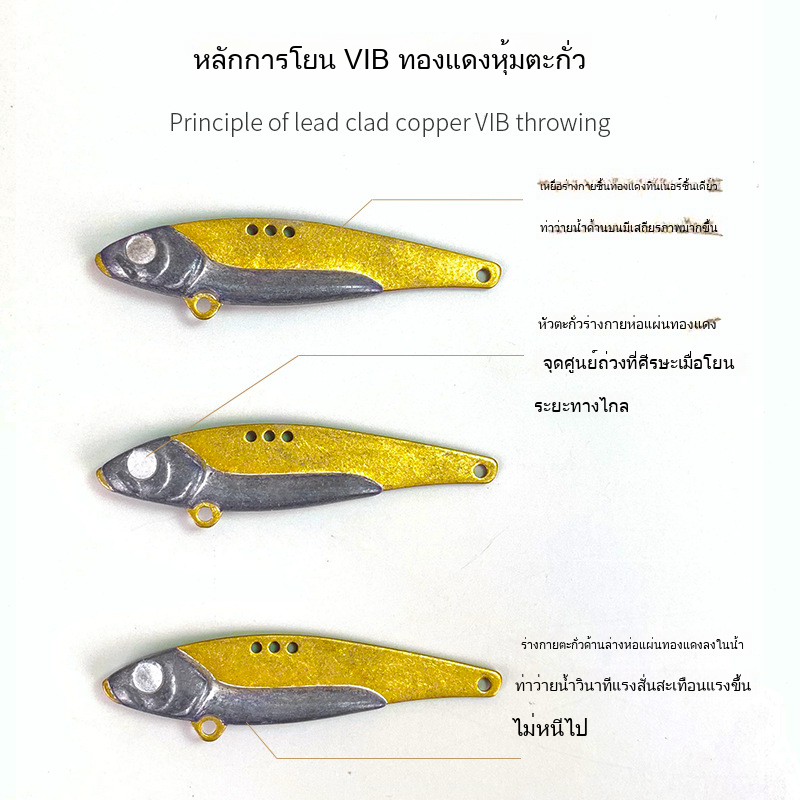 หลักการโยน VIB ทองแดงหุ้มตะกั่ว
Principle of lead clad copper VIB throwing
เหยื่อร่างกายชิ้นทองแดงทินเนอร์ชิ้นเดียว
ท่าว่ายน้ำด้านบนมีเสถียรภาพมากขึ้น
หัวตะกั่วร่างกายห่อแผ่นทองแดง
จุดศูนย์ถ่วงที่ศีรษะเมื่อโยน
ระยะทางไกล
ร่างกายตะกั่วด้านล่างห่อแผ่นทองแดงลงในน้ำ
ท่าว่ายน้ำวินาทีแรงสั่นสะเทือนแรงขึ้น
ไม่หนีไป